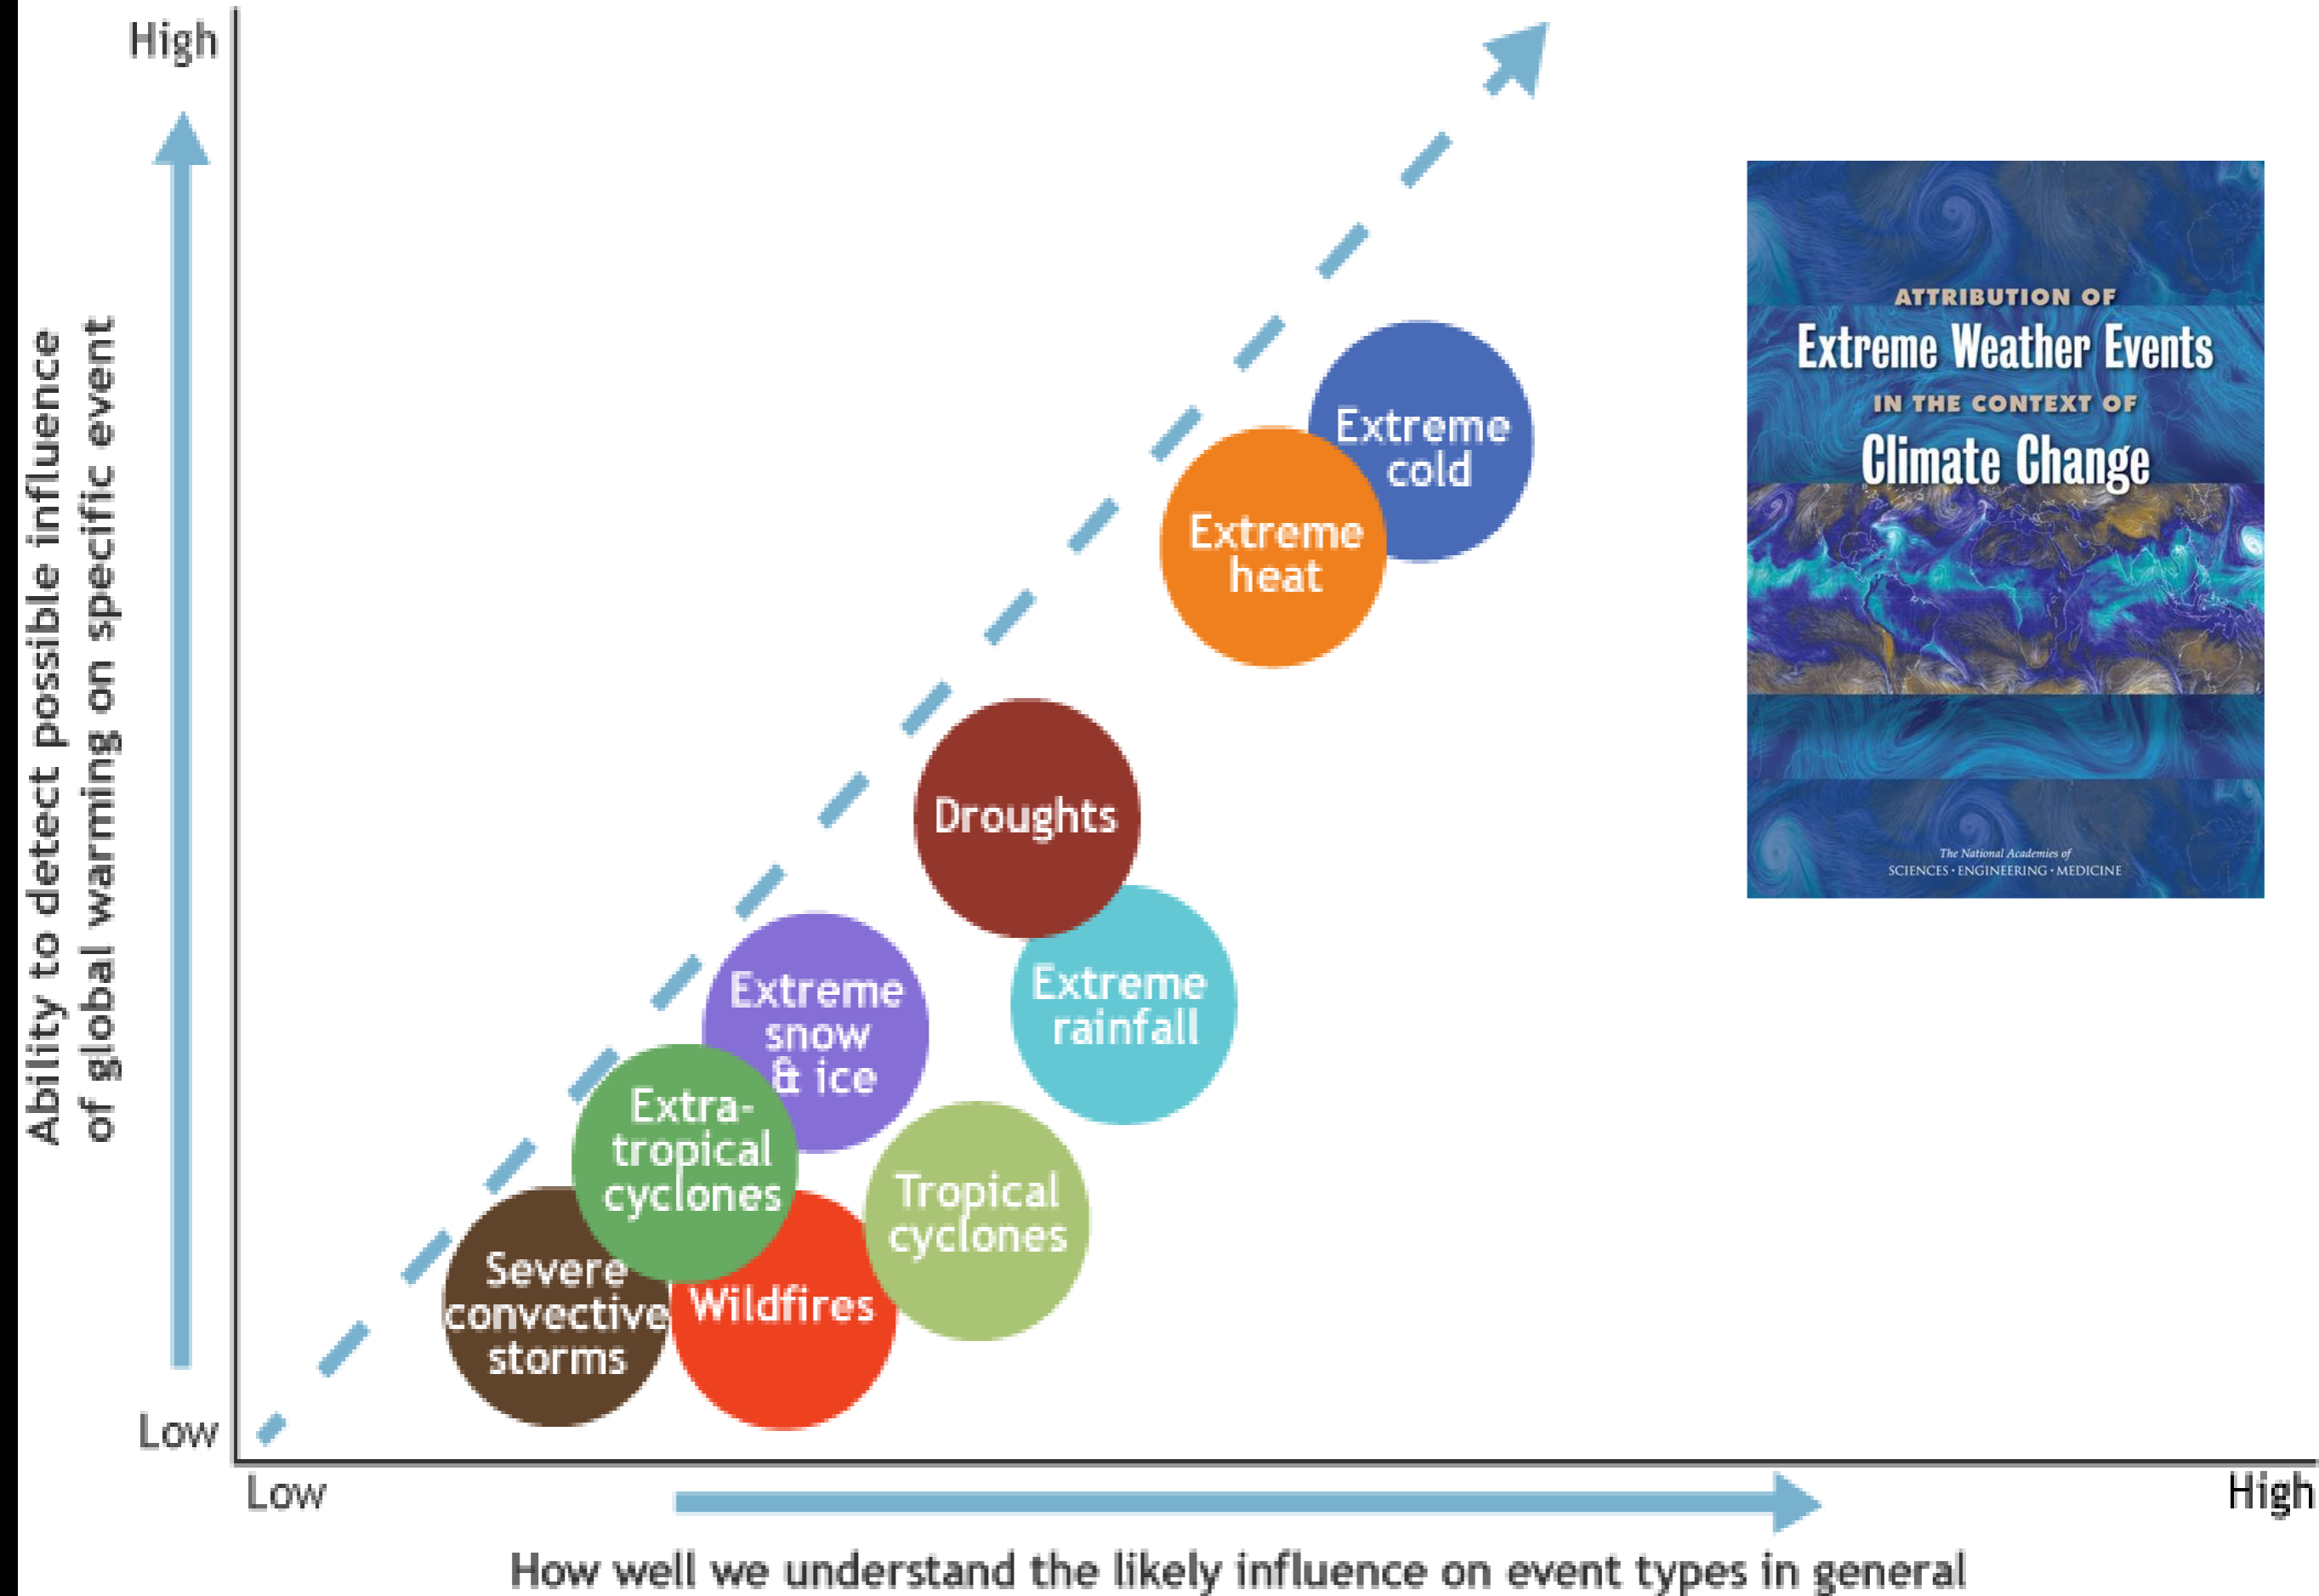 High
Ability to detect possible influence
of global warming on specific event
Low
Extreme
cold
Extreme
heat
Droughts
Extreme
rainfall
Extreme
snow
& ice
Extra-
tropical
cyclones
Tropical
cyclones
Severe
convective
storms
Wildfires
Low
High
How well we understand the likely influence on event types in general
ATTRIBUTION OF
Extreme Weather Events
IN THE CONTEXT OF
Climate Change
The National Academies of
SCIENCES · ENGINEERING · MEDICINE